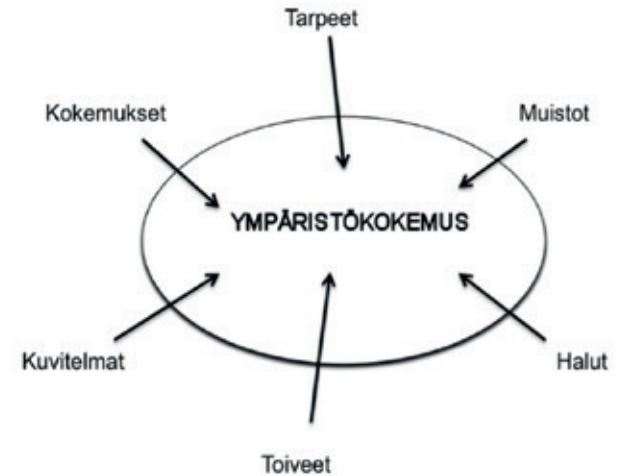 Tarpeet
Kokemukset
Muistot
YMPÄRISTÖKOKEMUS
Kuvitelmat
Halut
Toiveet